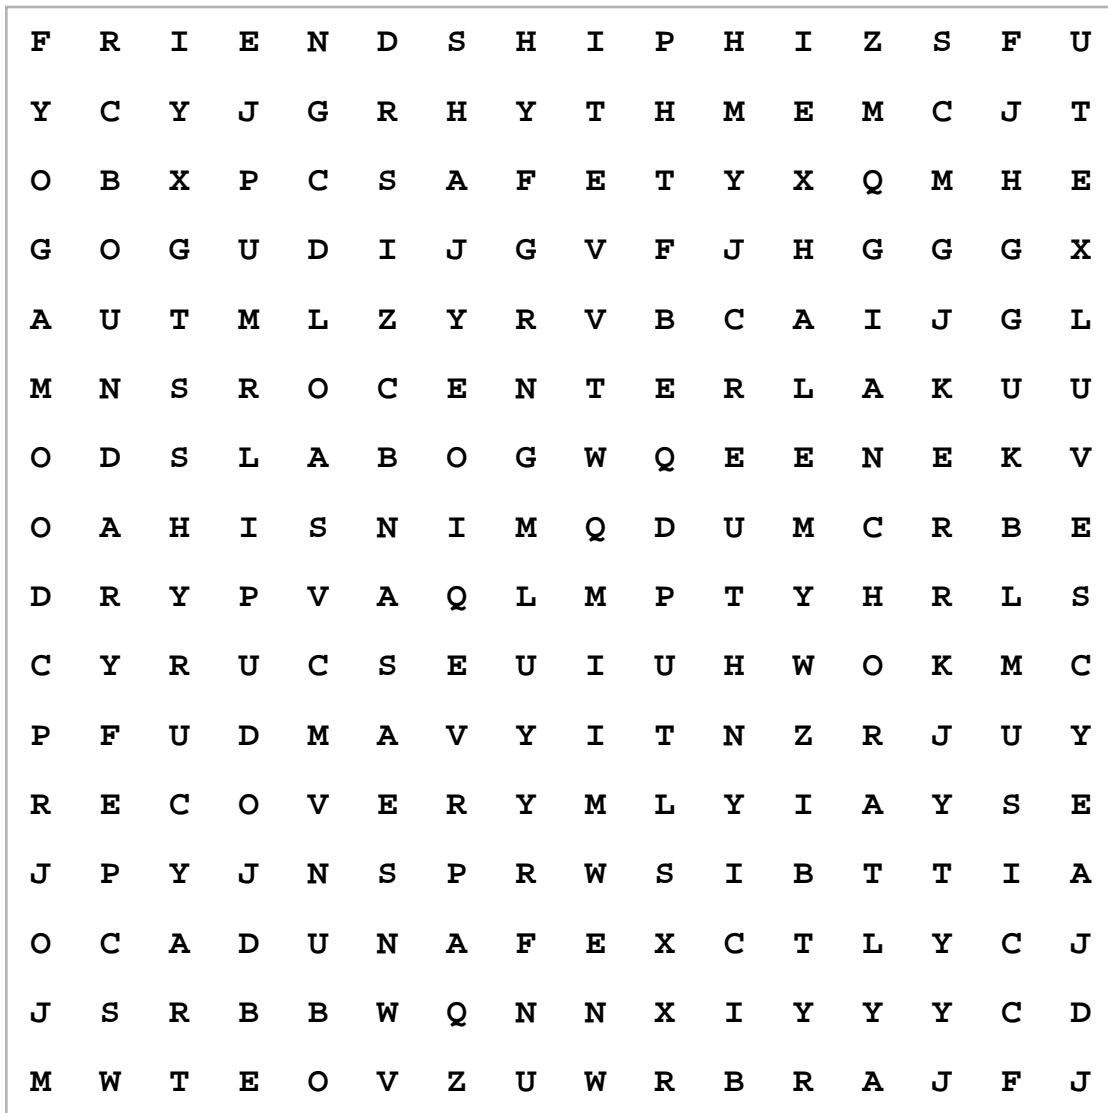 F R I E N D S H I P H I Z S F U
Y C Y J G R H Y T H M E M C J T
O B X P C S A F E T Y X Q M H E
G O G U D I J G V F J H G G G X
A U T M L Z Y R V B C A I J G L
M N S R O C E N T E R L A K U U
O D S L A B O G W Q E E N E K V
O A H I S N I M Q D U M C R B E
D R Y P V A Q L M P T Y H R L S
C Y R U C S E U I U H W O K M C
P F U D M A V Y I T N Z R J U Y
R E C O V E R Y M L Y I A Y S E
J P Y J N S P R W S I B T T I A
O C A D U N A F E X C T L Y C J
J S R B B W Q N N X I Y Y Y C D
M W T E O V Z U W R B R A J F J